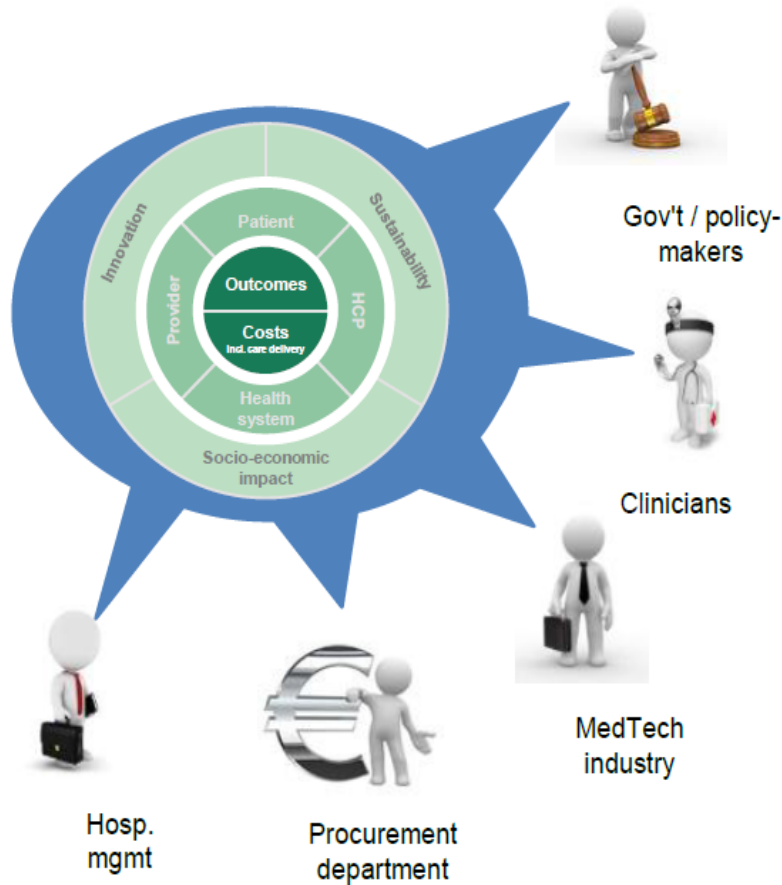 Innovation
Sustainability
Patient
Provider
HCP
Outcomes
Costs
Incl. care delivery
Health
system
Socio-economic
impact
Gov't / policy-
makers
Clinicians
MedTech
industry
Procurement
department
Hosp.
mgmt